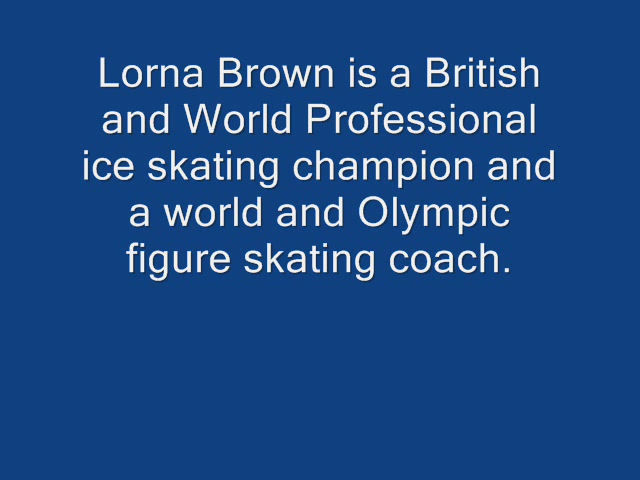 Lorna Brown is a British
and World Professional
ice skating champion and
a world and Olympic
figure skating coach.